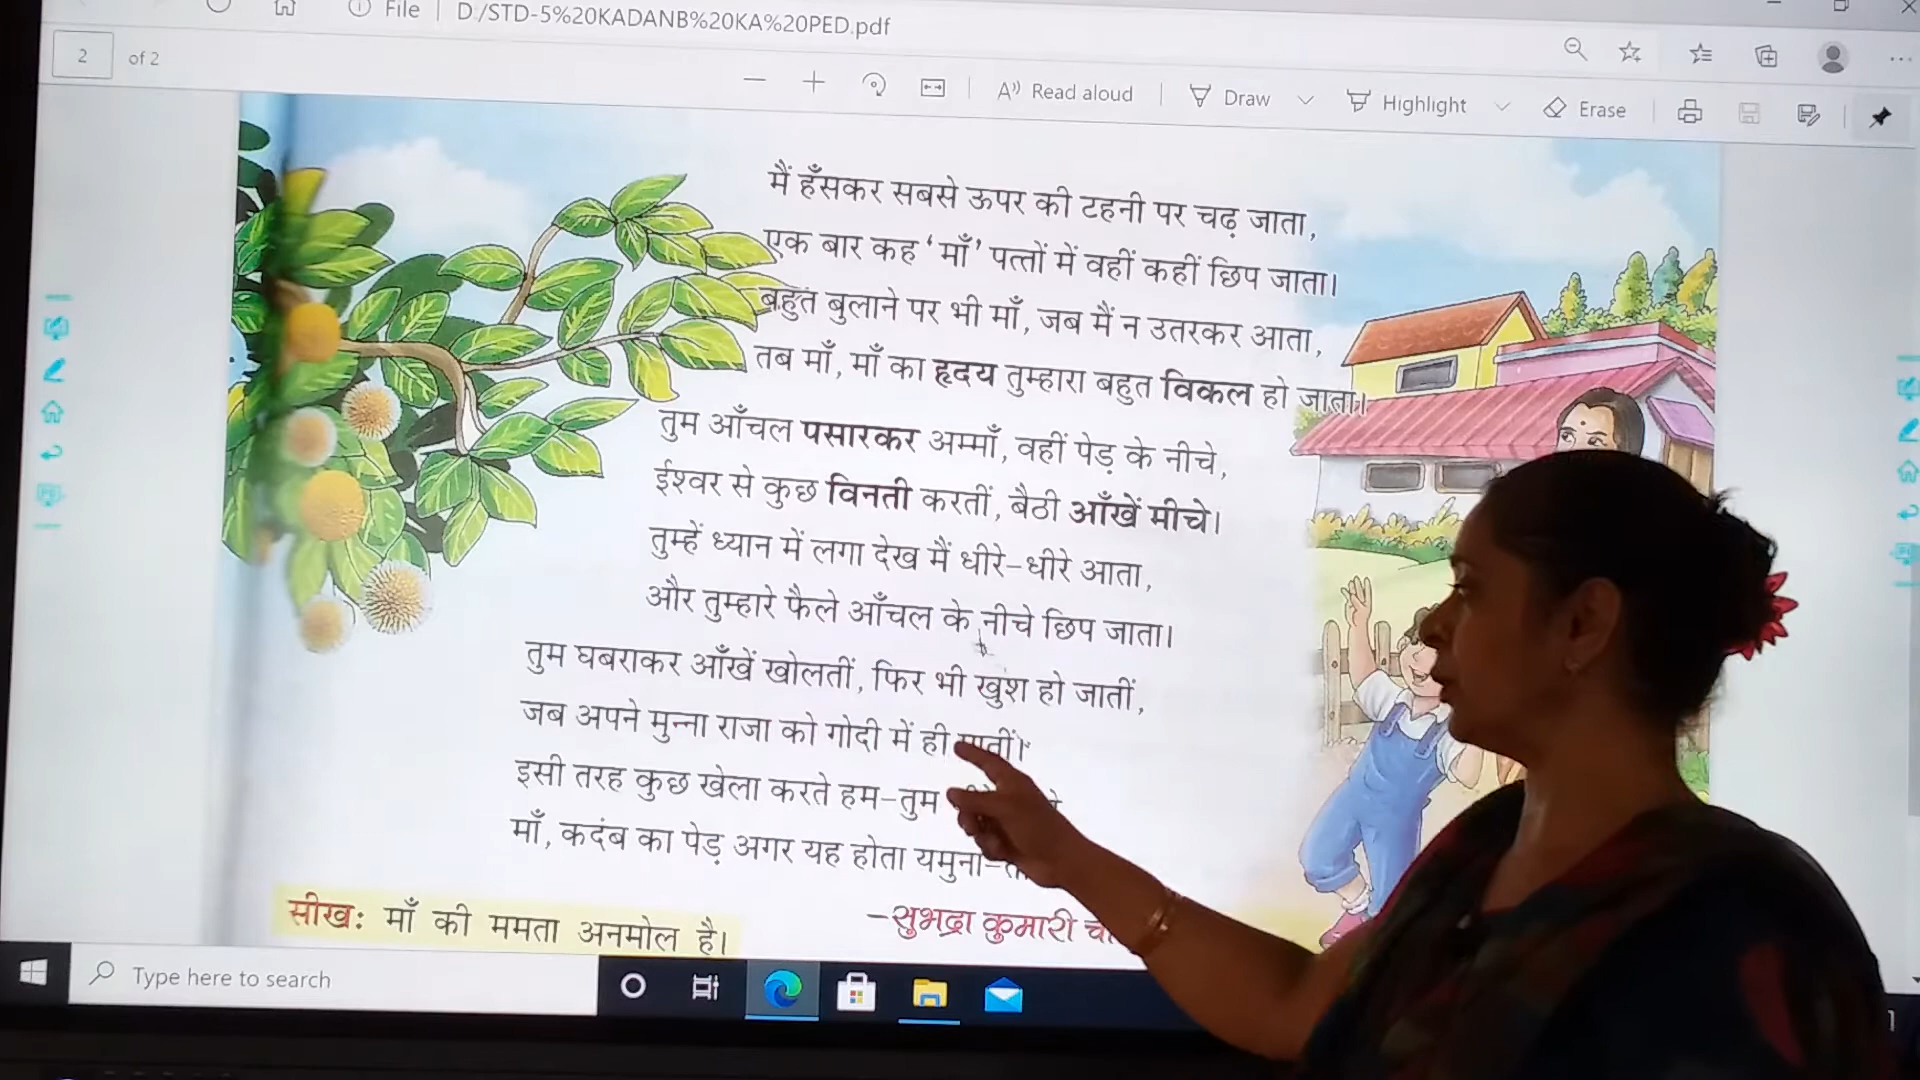 File | D:/STD-5%20KADANB%20KA%20PED.pdf
2 of 2
Read aloud
Draw
Highlight
Erase
मैं हँसकर सबसे ऊपर की टहनी पर चढ़ जाता,
एक बार कह ‘माँ’ पत्तों में वहीं कहीं छिप जाता।
बहुत बुलाने पर भी माँ, जब मैं न उतरकर आता,
तब माँ, माँ का हृदय तुम्हारा बहुत विकल हो जाता।
तुम आँचल पसारकर अम्माँ, वहीं पेड़ के नीचे,
ईश्वर से कुछ विनती करतीं, बैठी आँखें मीचे।
तुम्हें ध्यान में लगा देख मैं धीरे-धीरे आता,
और तुम्हारे फैले आँचल के नीचे छिप जाता।
तुम घबराकर आँखें खोलतीं, फिर भी खुश हो जातीं,
जब अपने मुन्ना राजा को गोदी में ही
इसी तरह कुछ खेला करते हम-तुम
माँ, कदंब का पेड़ अगर यह होता यमुना-
-सुभद्रा कुमारी
सीख: माँ की ममता अनमोल है।
Type here to search